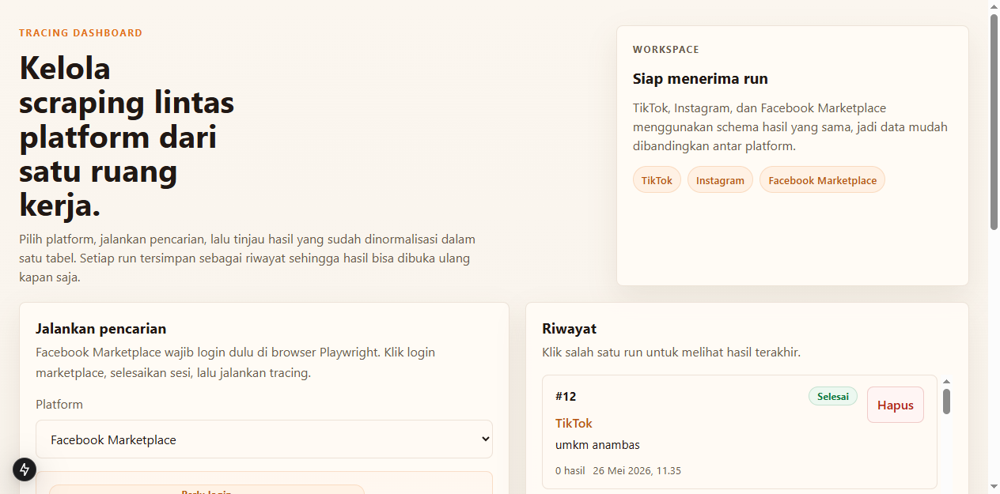 TRACING DASHBOARD
Kelola
scraping lintas
platform dari
satu ruang
kerja.
Pilih platform, jalankan pencarian, lalu tinjau hasil yang sudah dinormalisasi dalam
satu tabel. Setiap run tersimpan sebagai riwayat sehingga hasil bisa dibuka ulang
kapan saja.
WORKSPACE
Siap menerima run
TikTok, Instagram, dan Facebook Marketplace
menggunakan schema hasil yang sama, jadi data mudah
dibandingkan antar platform.
TikTok Instagram Facebook Marketplace
Jalankan pencarian
Facebook Marketplace wajib login dulu di browser Playwright. Klik login
marketplace, selesaikan sesi, lalu jalankan tracing.
Platform
Facebook Marketplace
Perlu login
Riwayat
Klik salah satu run untuk melihat hasil terakhir.
#12 Selesai Hapus
TikTok
umkm anambas
0 hasil 26 Mei 2026, 11.35